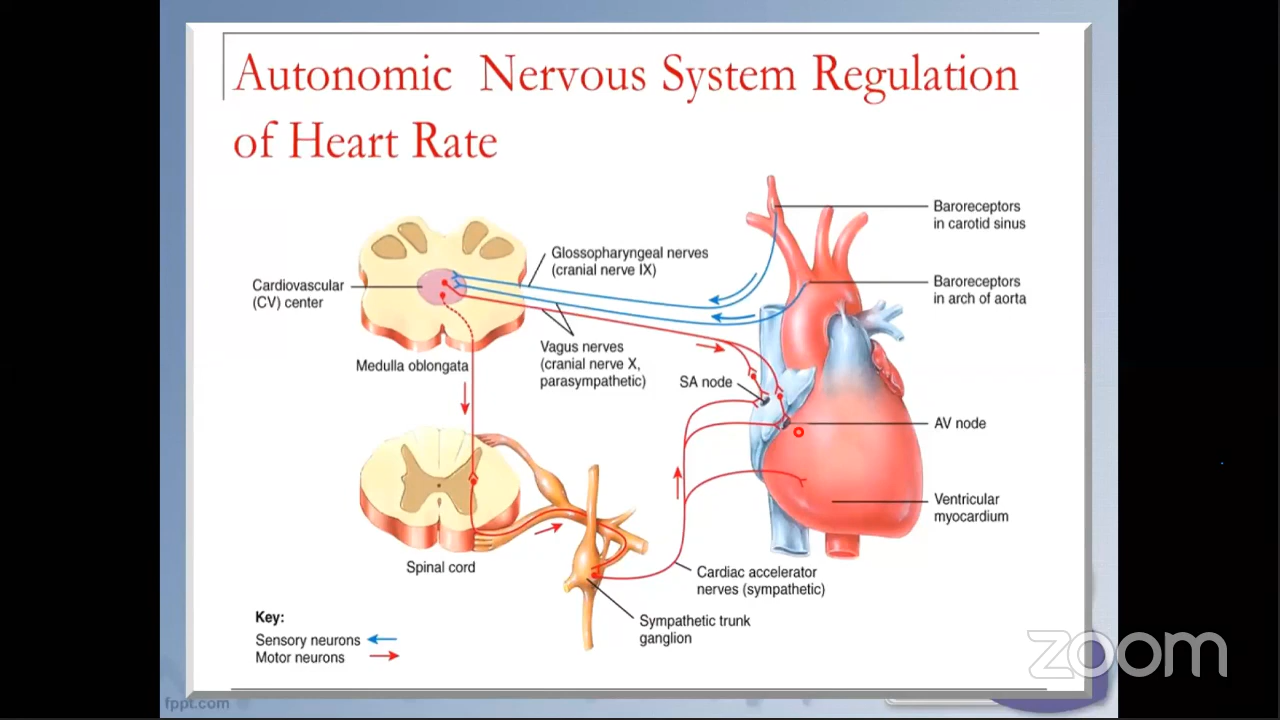 Autonomic Nervous System Regulation
of Heart Rate
Baroreceptors
in carotid sinus
Glossopharyngeal nerves
(cranial nerve IX)
Cardiovascular
(CV) center
Baroreceptors
in arch of aorta
Vagus nerves
(cranial nerve X,
parasympathetic)
Medulla oblongata
SA node
AV node
Ventricular
myocardium
Spinal cord
Cardiac accelerator
nerves (sympathetic)
Sympathetic trunk
ganglion
Key:
Sensory neurons
Motor neurons
zoom
fppt.com